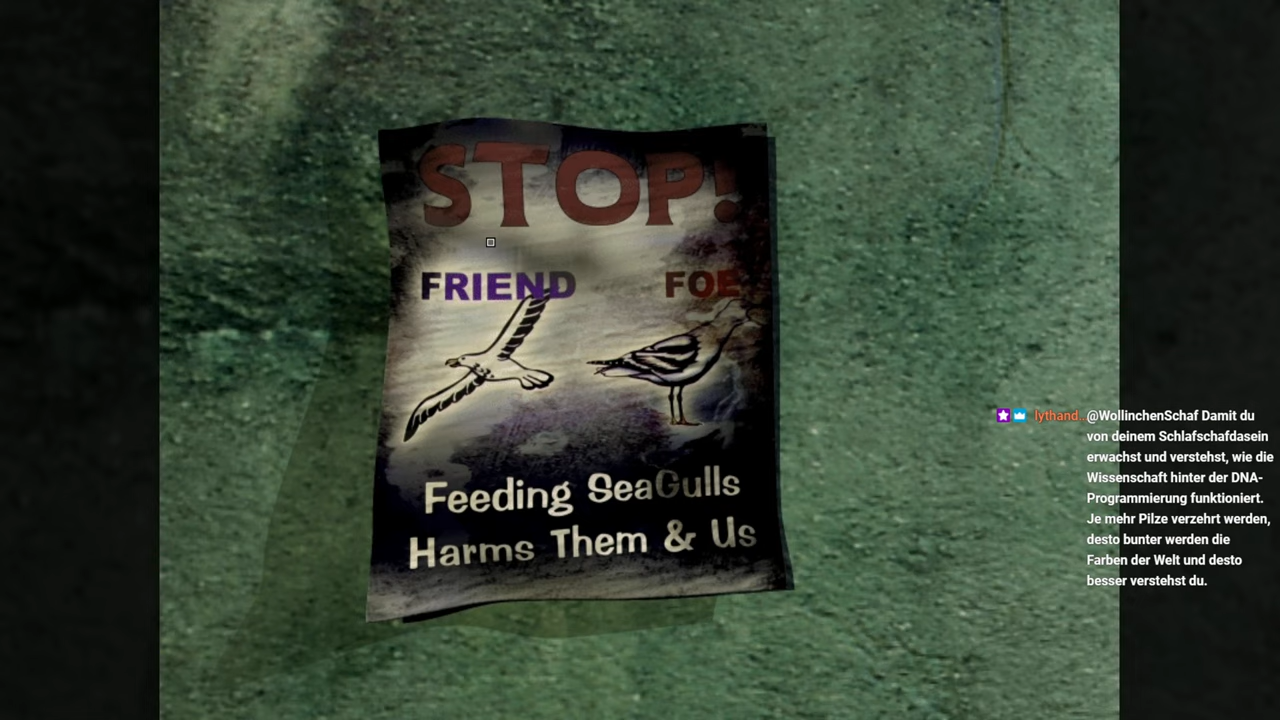 STOP!
FRIEND FOE
Feeding SeaGulls
Harms Them & Us
lythand... @WollinchenSchaf Damit du
von deinem Schlafschafdasein
erwachst und verstehst, wie die
Wissenschaft hinter der DNA-
Programmierung funktioniert.
Je mehr Pilze verzehrt werden,
desto bunter werden die
Farben der Welt und desto
besser verstehst du.